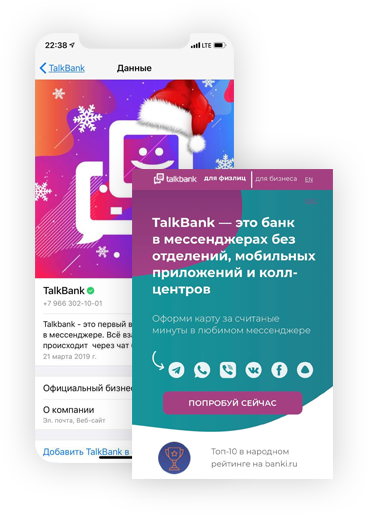 22:38
LTE
TalkBank
Данные
talkbank
для физлиц
для бизнеса
EN
TalkBank — это банк
в мессенджерах без
отделений, мобильных
приложений и колл-
центров
Оформи карту за считаные
минуты в любимом мессенджере
ПОПРОБУЙ СЕЙЧАС
Топ-10 в народном
рейтинге на banki.ru
TalkBank
+7 966 302-10-01
Talkbank - это первый в
в мессенджере. Всё вза
происходит через чат
21 марта 2019 г.
Официальный бизнес
О компании
Эл. почта, Веб-сайт
Добавить TalkBank в